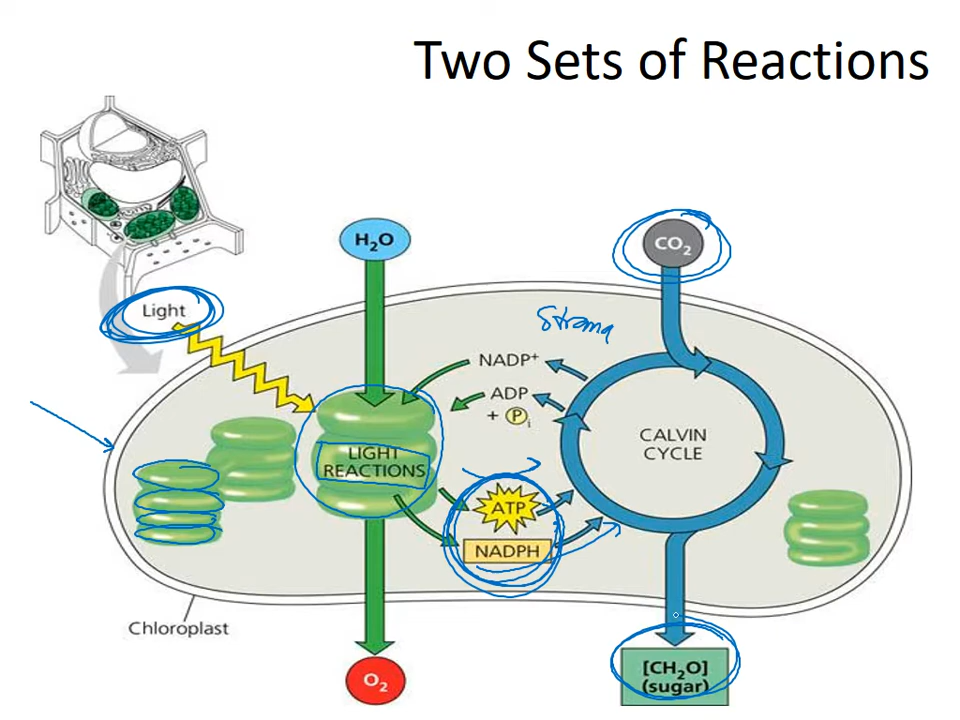 Two Sets of Reactions
H₂O
CO₂
Light
Stroma
NADP⁺
ADP
+ Pᵢ
LIGHT
REACTIONS
CALVIN
CYCLE
ATP
NADPH
Chloroplast
O₂
[CH₂O]
(sugar)